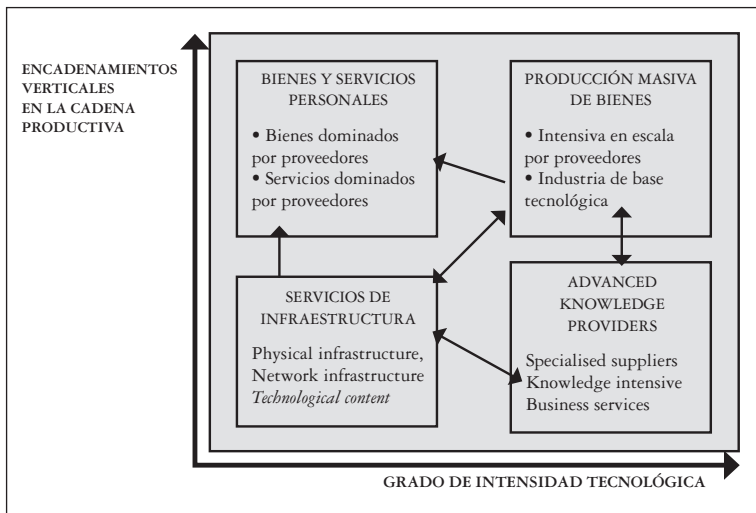 ENCADENAMIENTOS
VERTICALES
EN LA CADENA
PRODUCTIVA
BIENES Y SERVICIOS
PERSONALES
• Bienes dominados
por proveedores
• Servicios dominados
por proveedores
PRODUCCIÓN MASIVA
DE BIENES
• Intensiva en escala
por proveedores
• Industria de base
tecnológica
SERVICIOS DE
INFRAESTRUCTURA
Physical infrastructure,
Network infrastructure
Technological content
ADVANCED
KNOWLEDGE
PROVIDERS
Specialised suppliers
Knowledge intensive
Business services
GRADO DE INTENSIDAD TECNOLÓGICA